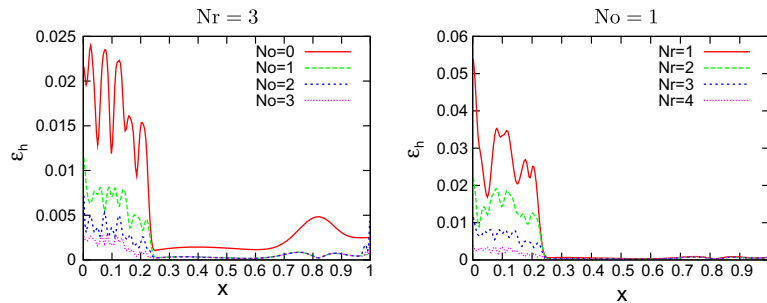 Nr = 3
0.025
0.02
0.015
0.01
0.005
0
ε_h
No=0
No=1
No=2
No=3
0 0.1 0.2 0.3 0.4 0.5 0.6 0.7 0.8 0.9 1
x
No = 1
0.06
0.05
0.04
0.03
0.02
0.01
0
ε_h
Nr=1
Nr=2
Nr=3
Nr=4
0 0.1 0.2 0.3 0.4 0.5 0.6 0.7 0.8 0.9
x